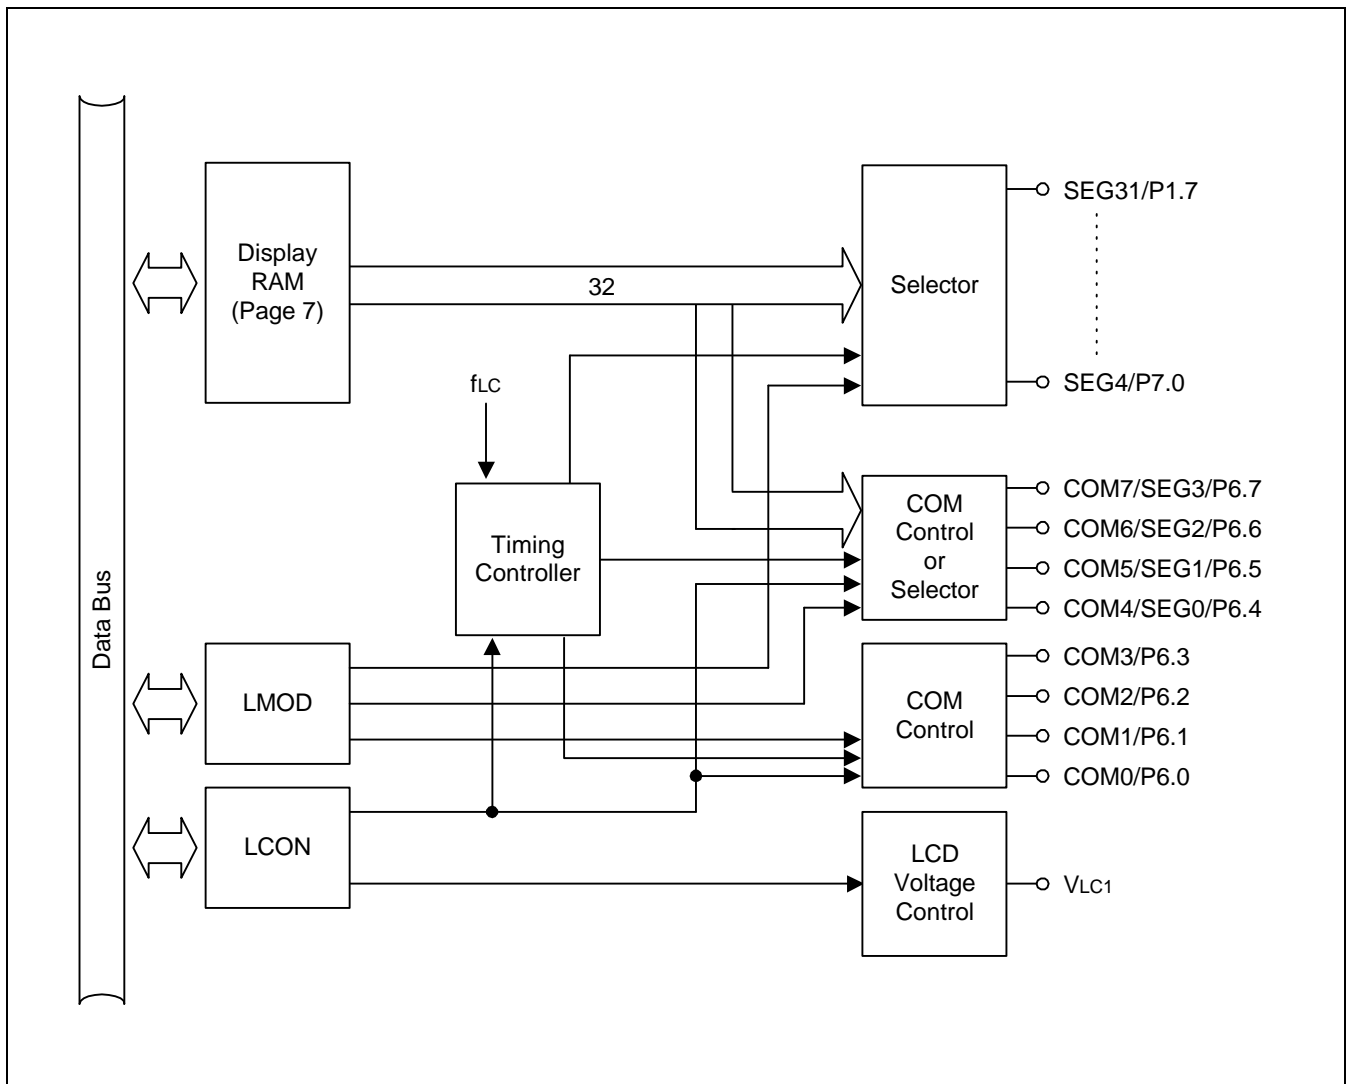 Data Bus
Display
RAM
(Page 7)
32
Selector
SEG31/P1.7
SEG4/P7.0
fLC
Timing
Controller
COM
Control
or
Selector
COM7/SEG3/P6.7
COM6/SEG2/P6.6
COM5/SEG1/P6.5
COM4/SEG0/P6.4
LMOD
COM
Control
COM3/P6.3
COM2/P6.2
COM1/P6.1
COM0/P6.0
LCON
LCD
Voltage
Control
VLC1